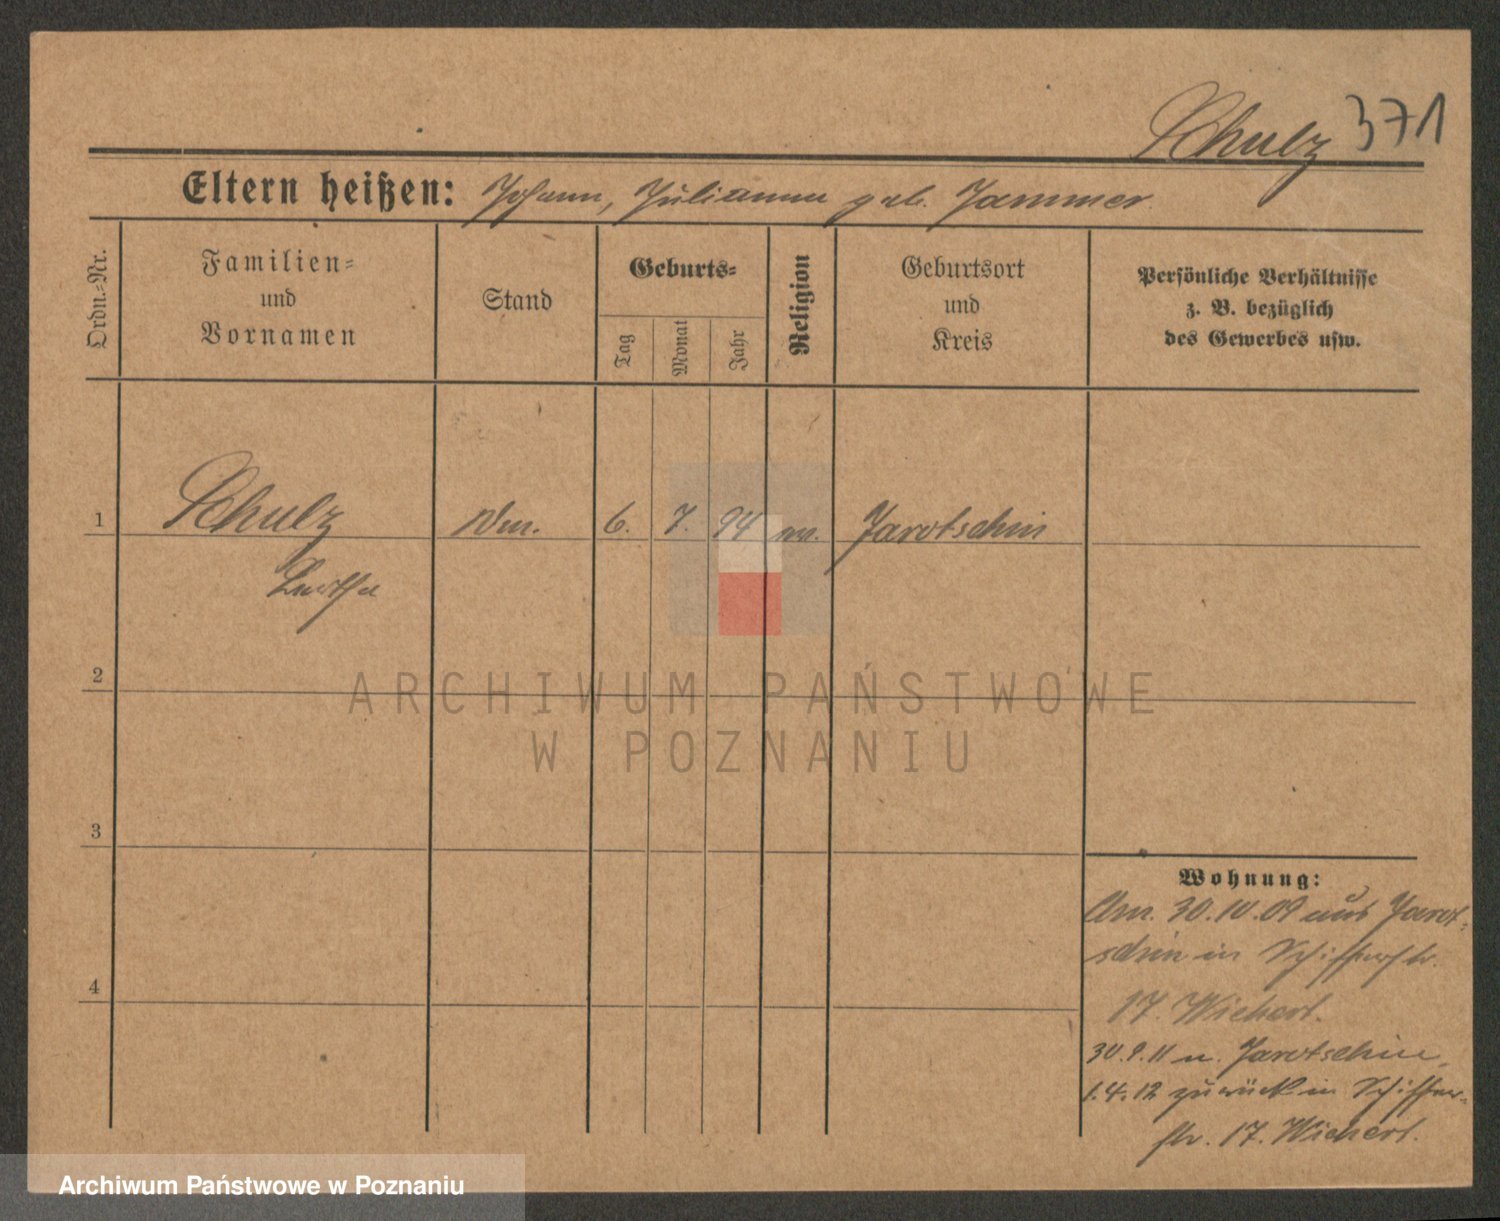 Schulz 371
Eltern heißen: Johann, Julianna geb. Jammer.
Ordn.-Nr.
Familien-
und
Vornamen
Stand
Geburts-
Tag
Monat
Jahr
Religion
Geburtsort
und
Kreis
Persönliche Verhältnisse
z. B. bezüglich
des Gewerbes usw.
1 Schulz 6. 7. 94 Jarotschin
2
ARCHIWUM PAŃSTWOWE
W POZNANIU
3
4
Wohnung:
Am. 30.10.09 aus Jarot-
schin in Schifferstr.
17. Wichert.
30.9.11 n. Jarotschin,
1.4.12 zurück in Schiffer-
str. 17. Wichert.
Archiwum Państwowe w Poznaniu